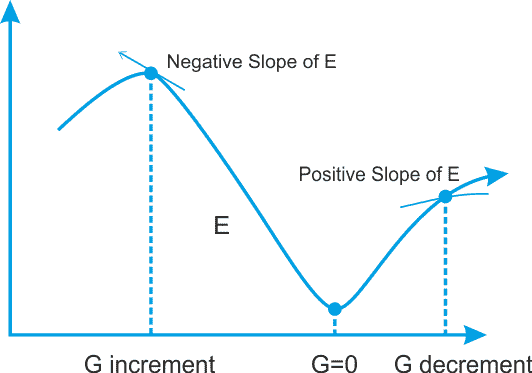 Negative Slope of E
Positive Slope of E
E
G increment
G=0
G decrement